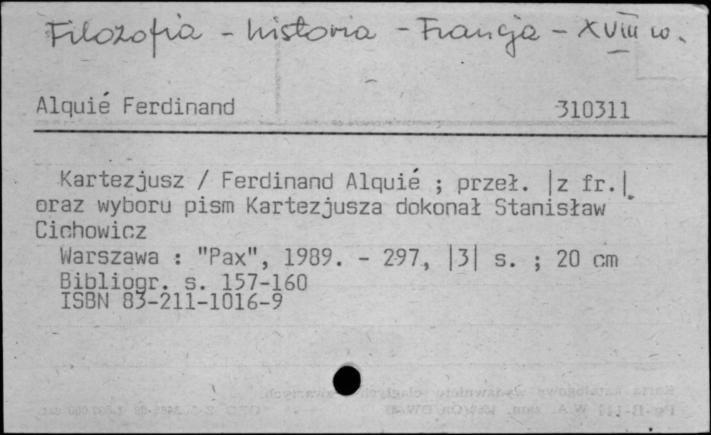 Filozofia - historia - Francja - XVIII w.
Alquié Ferdinand 310311
Kartezjusz / Ferdinand Alquié ; przeł. |z fr.|
oraz wyboru pism Kartezjusza dokonał Stanisław
Cichowicz
Warszawa : "Pax", 1989. - 297, |3| s. ; 20 cm
Bibliogr. s. 157-160
ISBN 83-211-1016-9